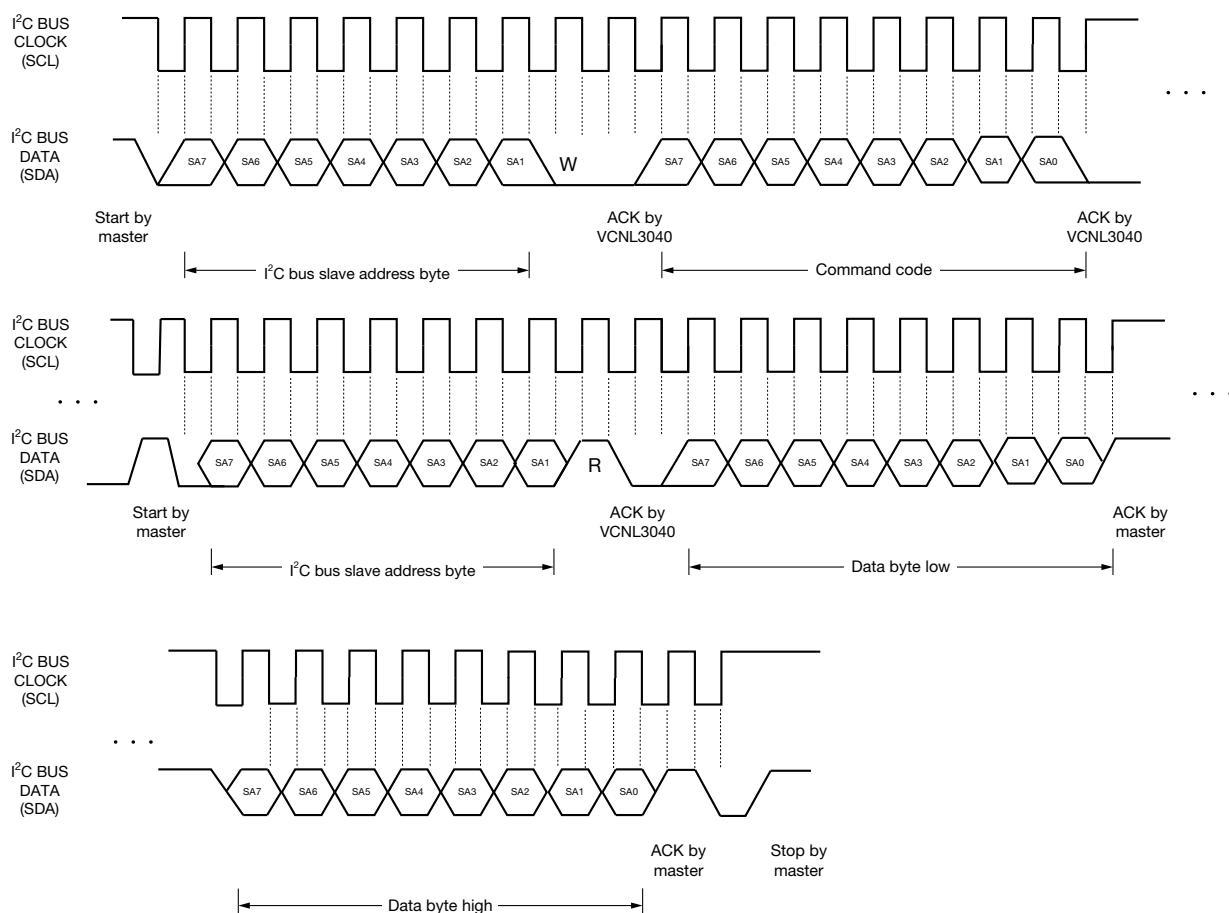 I²C BUS
CLOCK
(SCL)
. . .
I²C BUS
DATA
(SDA)
SA7 SA6 SA5 SA4 SA3 SA2 SA1 W SA7 SA6 SA5 SA4 SA3 SA2 SA1 SA0
Start by
master
ACK by
VCNL3040
ACK by
VCNL3040
I²C bus slave address byte
Command code
I²C BUS
CLOCK
(SCL)
. . .
. . .
I²C BUS
DATA
(SDA)
SA7 SA6 SA5 SA4 SA3 SA2 SA1 R SA7 SA6 SA5 SA4 SA3 SA2 SA1 SA0
Start by
master
ACK by
VCNL3040
ACK by
master
I²C bus slave address byte
Data byte low
I²C BUS
CLOCK
(SCL)
. . .
I²C BUS
DATA
(SDA)
SA7 SA6 SA5 SA4 SA3 SA2 SA1 SA0
ACK by
master
Stop by
master
Data byte high